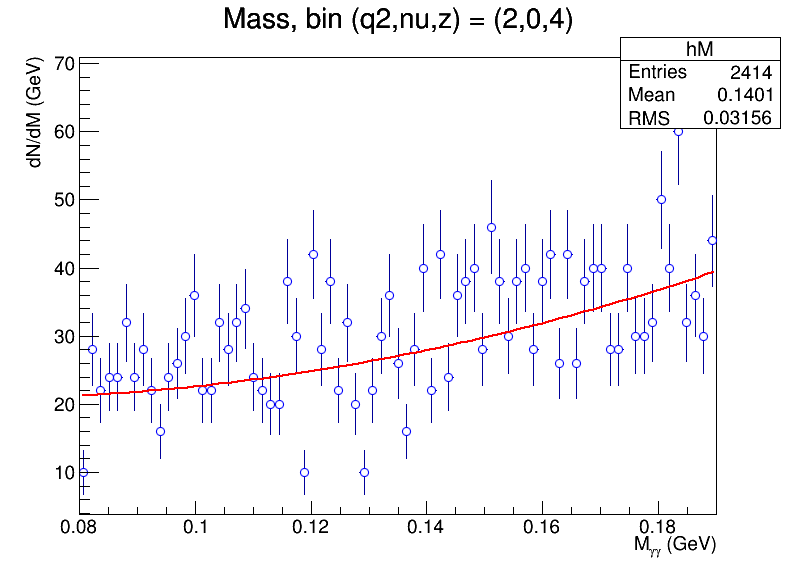 Mass, bin (q2,nu,z) = (2,0,4)
hM
Entries 2414
Mean 0.1401
RMS 0.03156
dN/dM (GeV)
70
60
50
40
30
20
10
0.08 0.1 0.12 0.14 0.16 0.18
Mγγ (GeV)